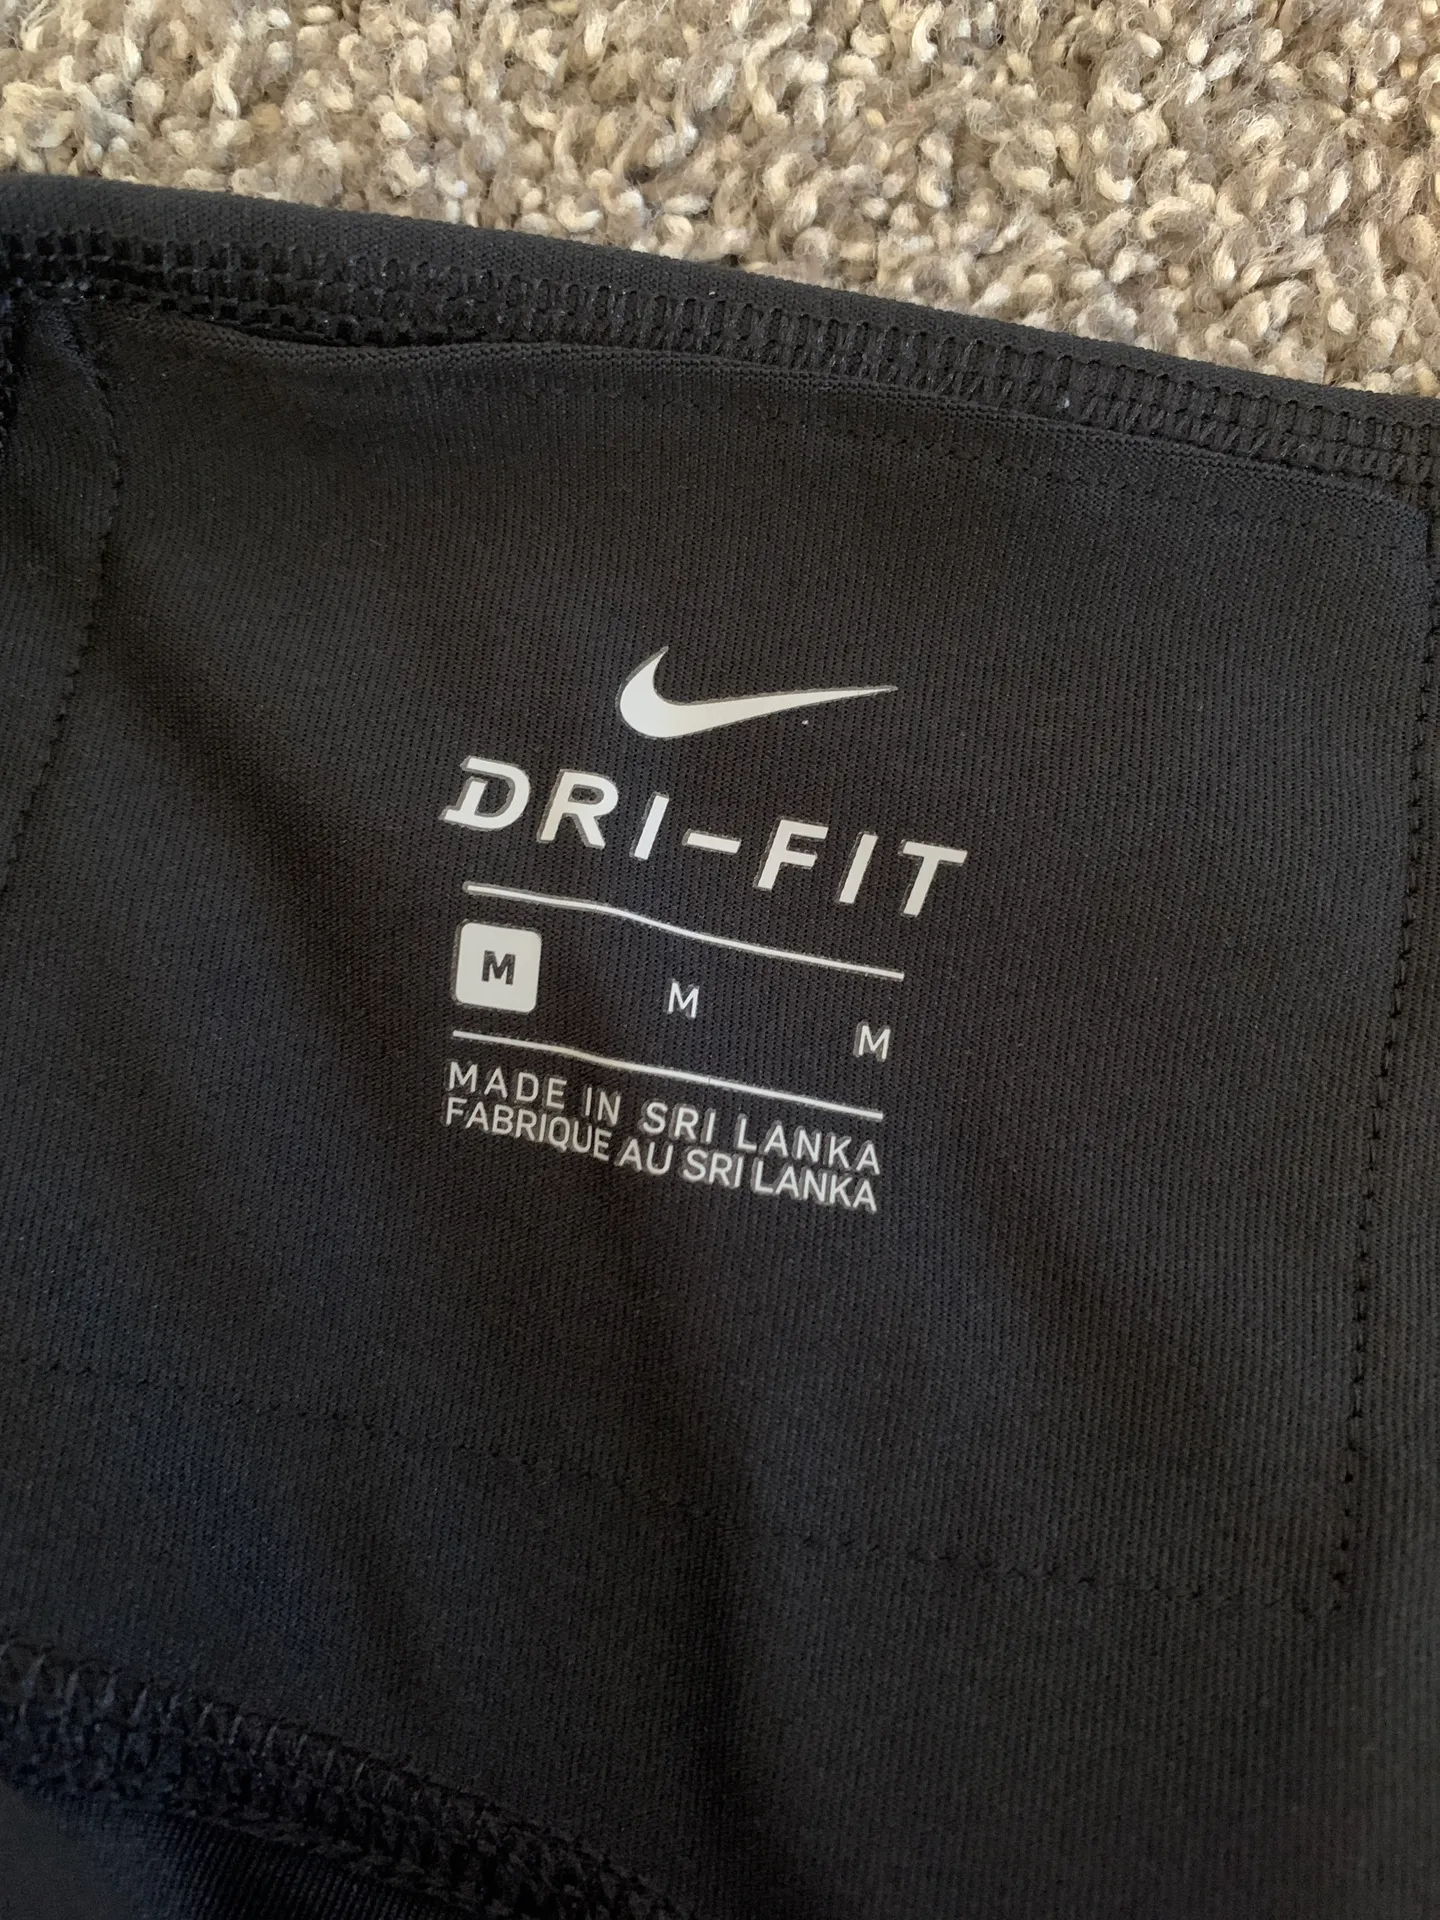 DRI-FIT
M M M
MADE IN SRI LANKA
FABRIQUE AU SRI LANKA